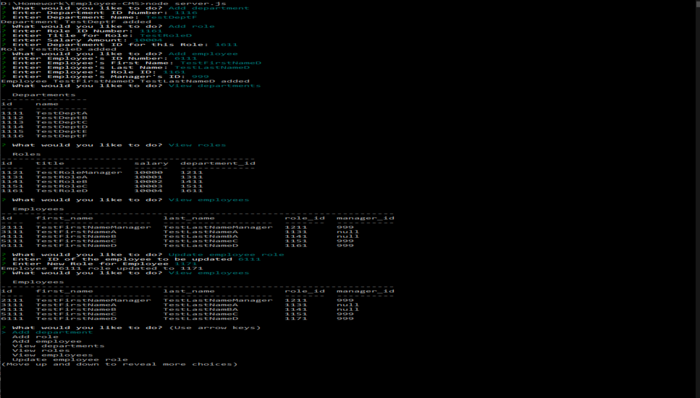 D:\Homework\Employee-CMS>node server.js
? What would you like to do? Add department
? Enter Department ID Number: 1116
? Enter Department Name: TestDeptF
Department TestDeptF added
? What would you like to do? Add role
? Enter Role ID Number: 1161
? Enter Title for Role: TestRoleD
? Enter Salary Amount: 10004
? Enter Department ID for this Role: 1611
Role TestRoleD added
? What would you like to do? Add employee
? Enter Employee's ID Number: 6111
? Enter Employee's First Name: TestFirstNameD
? Enter Employee's Last Name: TestLastNameD
? Enter Employee's Role ID: 1161
? Enter Employee's Manager's ID: 999
Employee TestFirstNameD TestLastNameD added
? What would you like to do? View departments
Departments
id name
1111 TestDeptA
1112 TestDeptB
1113 TestDeptC
1114 TestDeptD
1115 TestDeptE
1116 TestDeptF
? What would you like to do? View roles
Roles
id title salary department_id
1121 TestRoleManager 10000 1211
1131 TestRoleA 10001 1311
1141 TestRoleB 10002 1411
1151 TestRoleC 10003 1511
1161 TestRoleD 10004 1611
? What would you like to do? View employees
Employees
id first_name last_name role_id manager_id
2111 TestFirstNameManager TestLastNameManager 1211 999
3111 TestFirstNameA TestLastNameA 1131 null
4111 TestFirstNameB TestLastNameBA 1141 null
5111 TestFirstNameC TestLastNameC 1151 999
6111 TestFirstNameD TestLastNameD 1161 999
? What would you like to do? Update employee role
? Enter ID of the employee to be updated 6111
? Enter New Role for Employee 1171
Employee #6111 role updated to 1171
? What would you like to do? View employees
Employees
id first_name last_name role_id manager_id
2111 TestFirstNameManager TestLastNameManager 1211 999
3111 TestFirstNameA TestLastNameA 1131 null
4111 TestFirstNameB TestLastNameBA 1141 null
5111 TestFirstNameC TestLastNameC 1151 999
6111 TestFirstNameD TestLastNameD 1171 999
? What would you like to do? (Use arrow keys)
> Add department
Add role
Add employee
View departments
View roles
View employees
Update employee role
(Move up and down to reveal more choices)